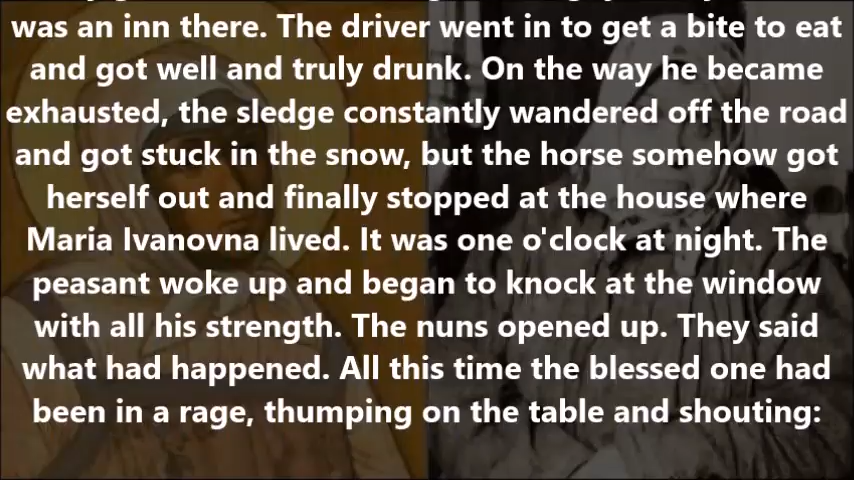 was an inn there. The driver went in to get a bite to eat
and got well and truly drunk. On the way he became
exhausted, the sledge constantly wandered off the road
and got stuck in the snow, but the horse somehow got
herself out and finally stopped at the house where
Maria Ivanovna lived. It was one o'clock at night. The
peasant woke up and began to knock at the window
with all his strength. The nuns opened up. They said
what had happened. All this time the blessed one had
been in a rage, thumping on the table and shouting: